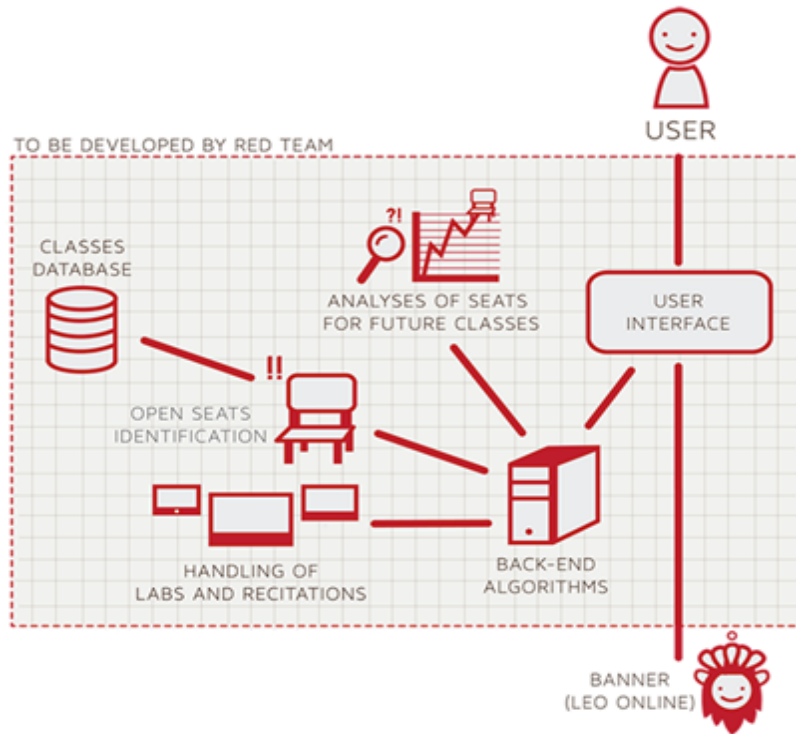 USER
TO BE DEVELOPED BY RED TEAM
CLASSES
DATABASE
?!
ANALYSES OF SEATS
FOR FUTURE CLASSES
USER
INTERFACE
!!
OPEN SEATS
IDENTIFICATION
HANDLING OF
LABS AND RECITATIONS
BACK-END
ALGORITHMS
BANNER
(LEO ONLINE)